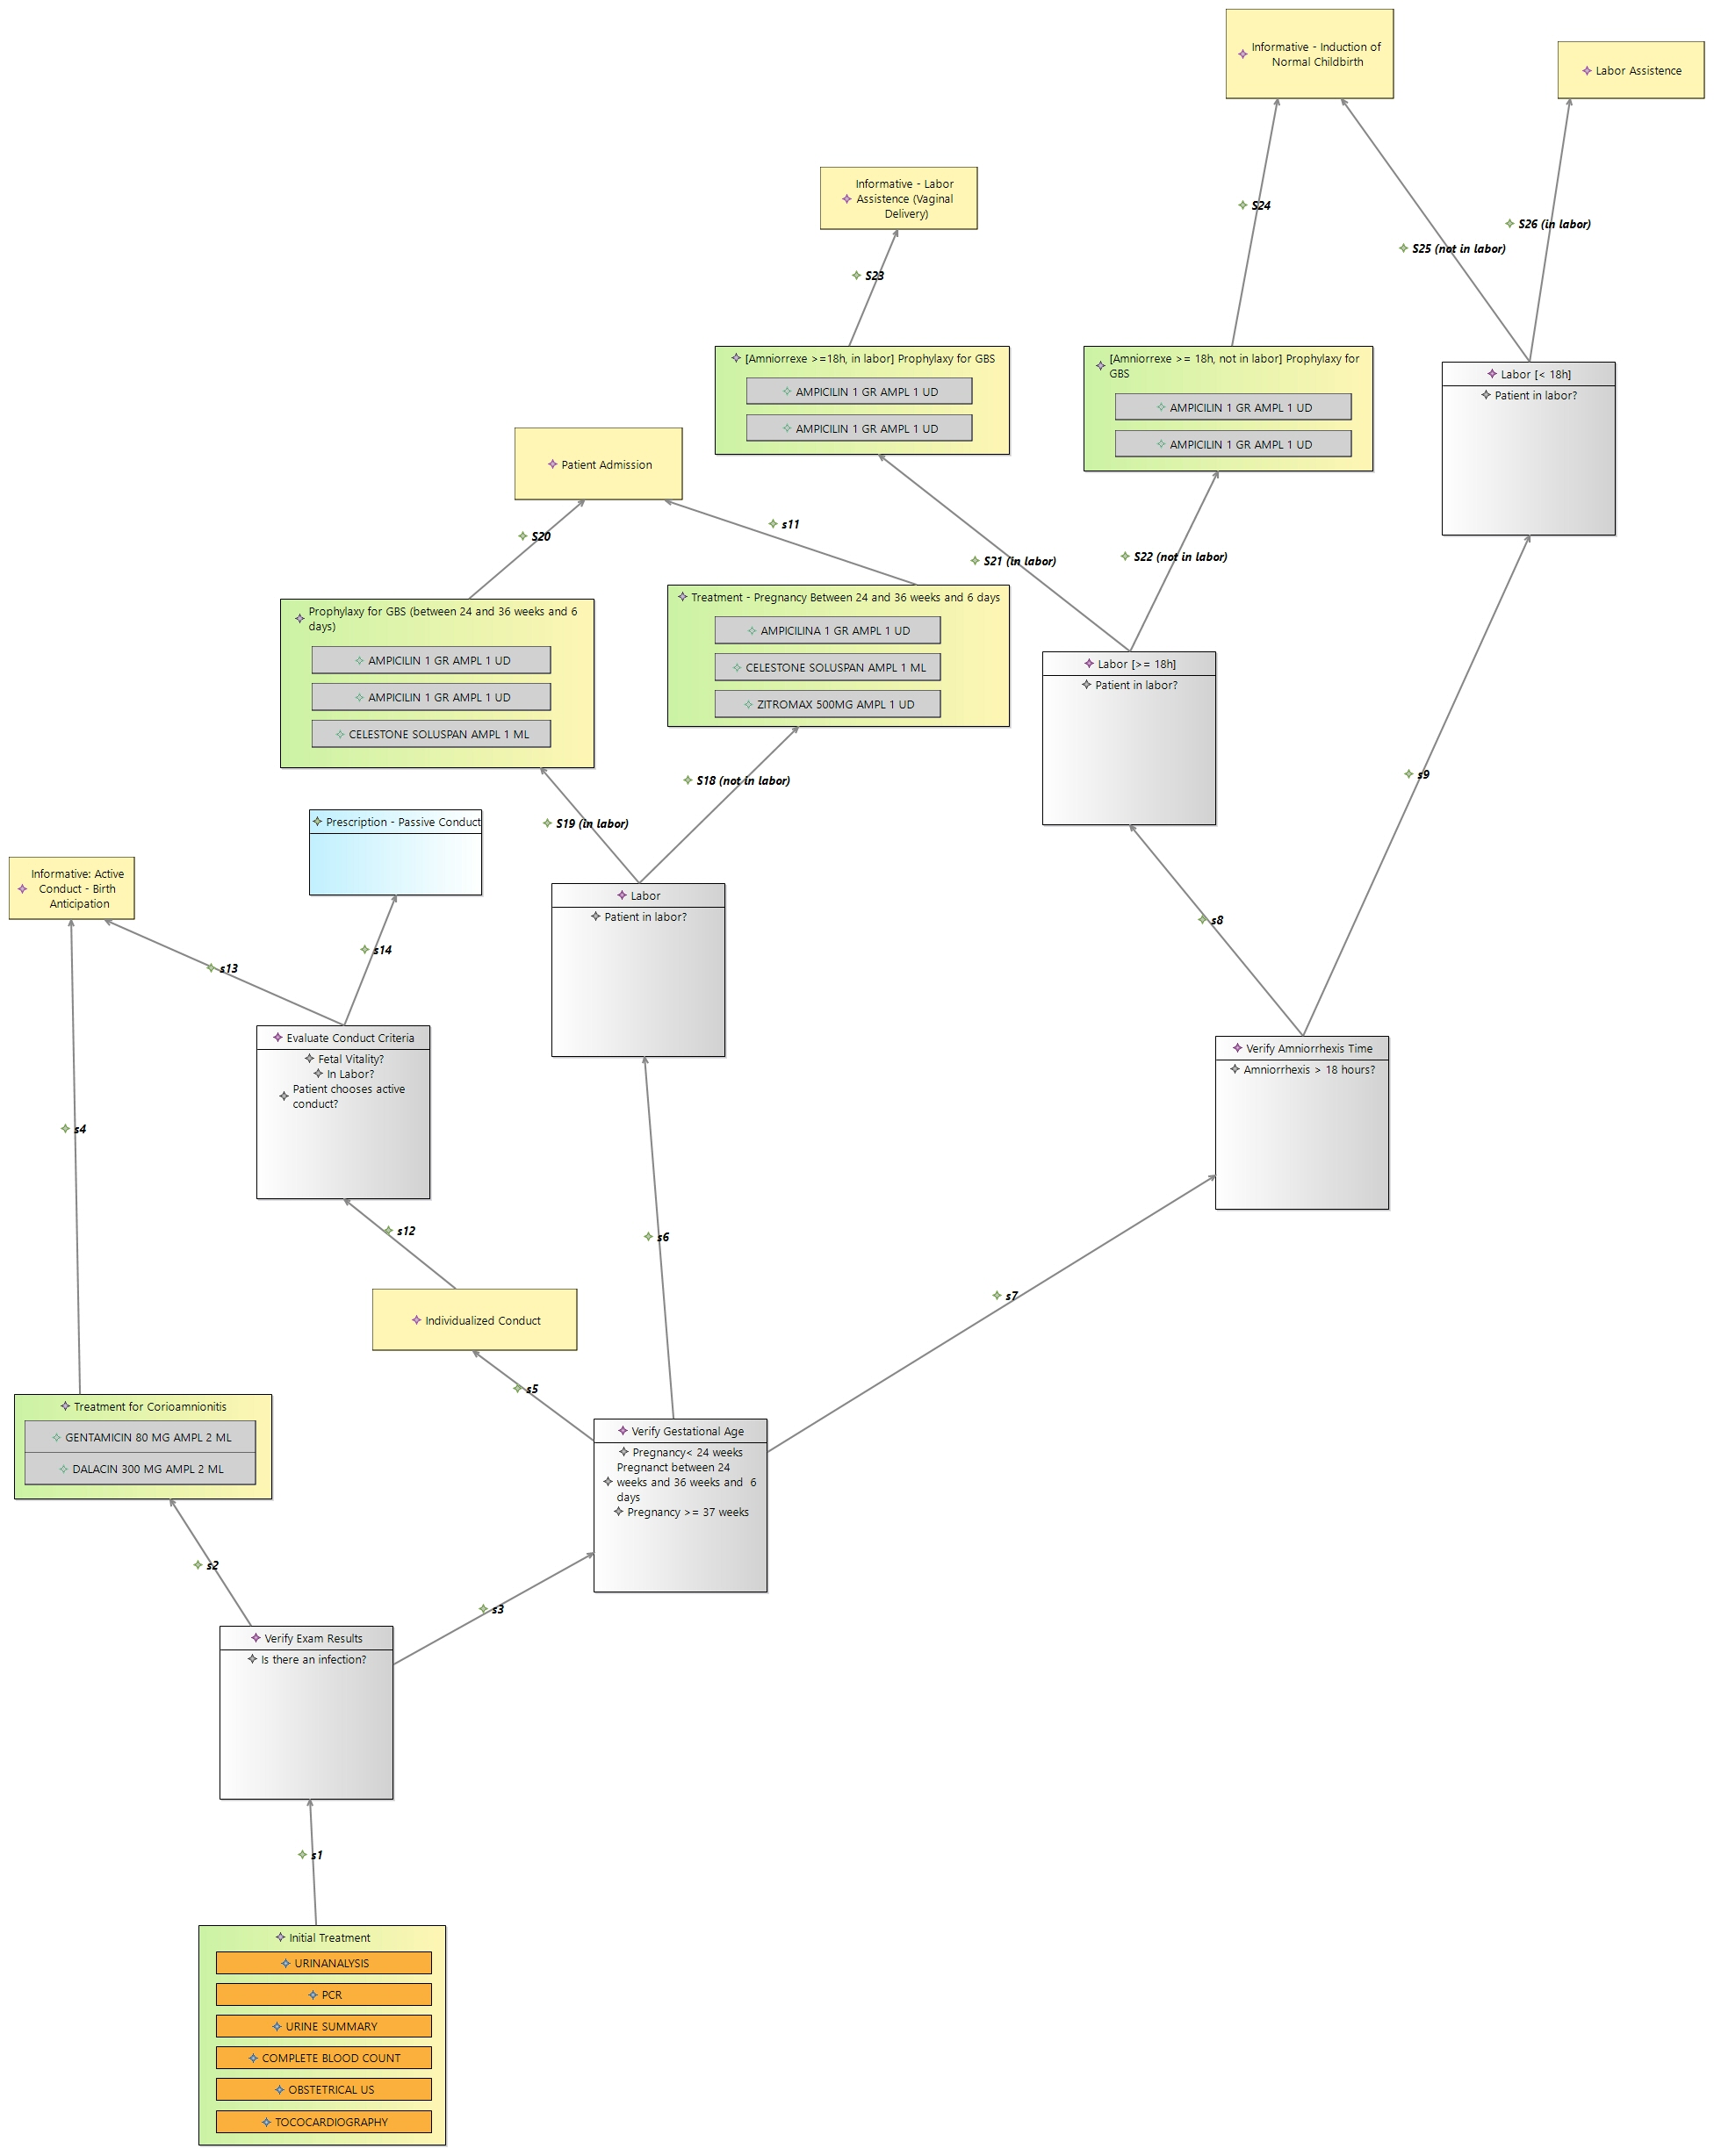 Informative - Induction of
Normal Childbirth
Labor Assistence
Informative - Labor
Assistence (Vaginal
Delivery)
S24
S26 (in labor)
S25 (not in labor)
S23
[Amniorrexe >=18h, in labor] Prophylaxy for GBS
AMPICILIN 1 GR AMPL 1 UD
AMPICILIN 1 GR AMPL 1 UD
[Amniorrexe >= 18h, not in labor] Prophylaxy for
GBS
AMPICILIN 1 GR AMPL 1 UD
AMPICILIN 1 GR AMPL 1 UD
Labor [< 18h]
Patient in labor?
Patient Admission
S20
s11
S21 (in labor)
S22 (not in labor)
Prophylaxy for GBS (between 24 and 36 weeks and 6
days)
AMPICILIN 1 GR AMPL 1 UD
AMPICILIN 1 GR AMPL 1 UD
CELESTONE SOLUSPAN AMPL 1 ML
Treatment - Pregnancy Between 24 and 36 weeks and 6 days
AMPICILINA 1 GR AMPL 1 UD
CELESTONE SOLUSPAN AMPL 1 ML
ZITROMAX 500MG AMPL 1 UD
Labor [>= 18h]
Patient in labor?
S18 (not in labor)
s9
S19 (in labor)
Prescription - Passive Conduct
Informative: Active
Conduct - Birth
Anticipation
Labor
Patient in labor?
s8
s14
s13
Evaluate Conduct Criteria
Fetal Vitality?
In Labor?
Patient chooses active
conduct?
Verify Amniorrhexis Time
Amniorrhexis > 18 hours?
s4
s12
s6
s7
Individualized Conduct
s5
Treatment for Corioamnionitis
GENTAMICIN 80 MG AMPL 2 ML
DALACIN 300 MG AMPL 2 ML
Verify Gestational Age
Pregnancy< 24 weeks
Pregnanct between 24
weeks and 36 weeks and  6
days
Pregnancy >= 37 weeks
s2
s3
Verify Exam Results
Is there an infection?
s1
Initial Treatment
URINANALYSIS
PCR
URINE SUMMARY
COMPLETE BLOOD COUNT
OBSTETRICAL US
TOCOCARDIOGRAPHY